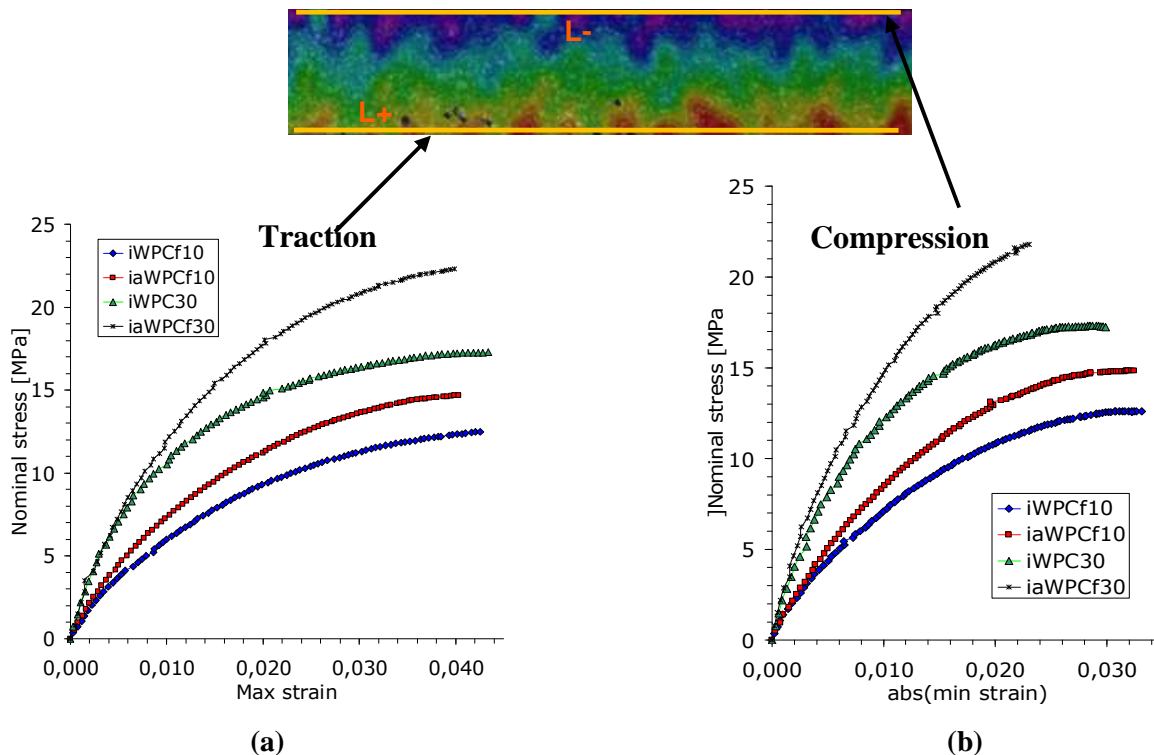 L-
L+
Traction
Compression
25
20
15
10
5
0
Nominal stress [MPa]
iWPCf10
iaWPCf10
iWPC30
iaWPCf30
0,000 0,010 0,020 0,030 0,040
Max strain
(a)
25
20
15
10
5
0
]Nominal stress [MPa
iWPCf10
iaWPCf10
iWPC30
iaWPCf30
0,000 0,010 0,020 0,030
abs(min strain)
(b)